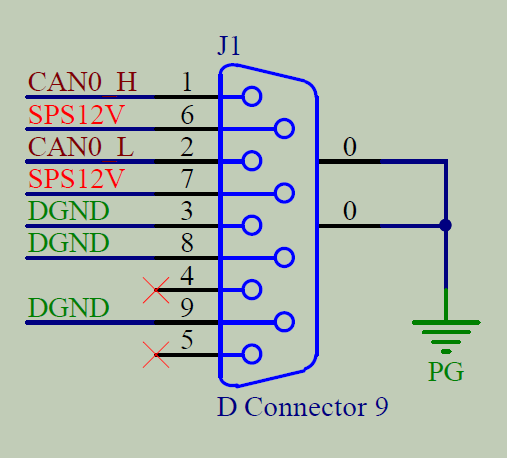 J1
CAN0_H 1
SPS12V 6
CAN0_L 2
0
SPS12V 7
DGND 3
0
DGND 8
4
DGND 9
5
PG
D Connector 9